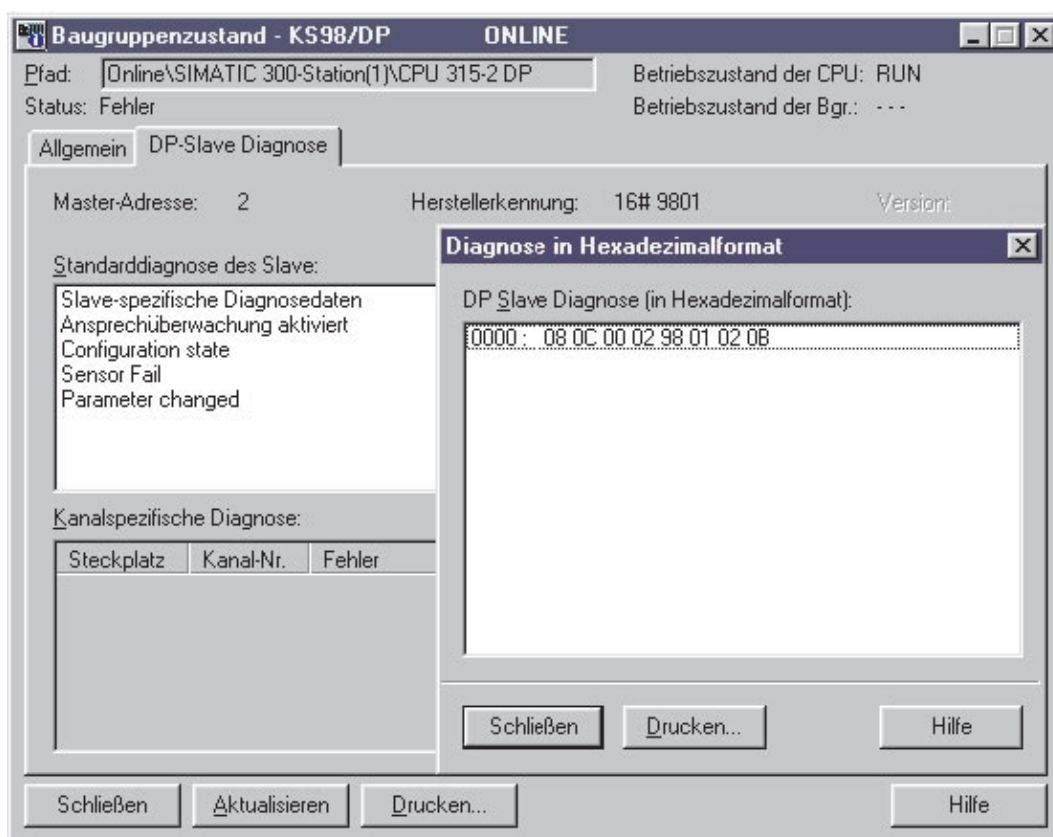 Baugruppenzustand - KS98/DP ONLINE
Pfad: Online\SIMATIC 300-Station(1)\CPU 315-2 DP Betriebszustand der CPU: RUN
Status: Fehler Betriebszustand der Bgr.: ---
Allgemein DP-Slave Diagnose
Master-Adresse: 2 Herstellerkennung: 16# 9801 Version:
Standarddiagnose des Slave:
Slave-spezifische Diagnosedaten
Ansprechüberwachung aktiviert
Configuration state
Sensor Fail
Parameter changed
Kanalspezifische Diagnose:
Steckplatz Kanal-Nr. Fehler
Diagnose in Hexadezimalformat
DP Slave Diagnose (in Hexadezimalformat):
0000 : 08 0C 00 02 98 01 02 0B
Schließen Drucken... Hilfe
Schließen Aktualisieren Drucken... Hilfe